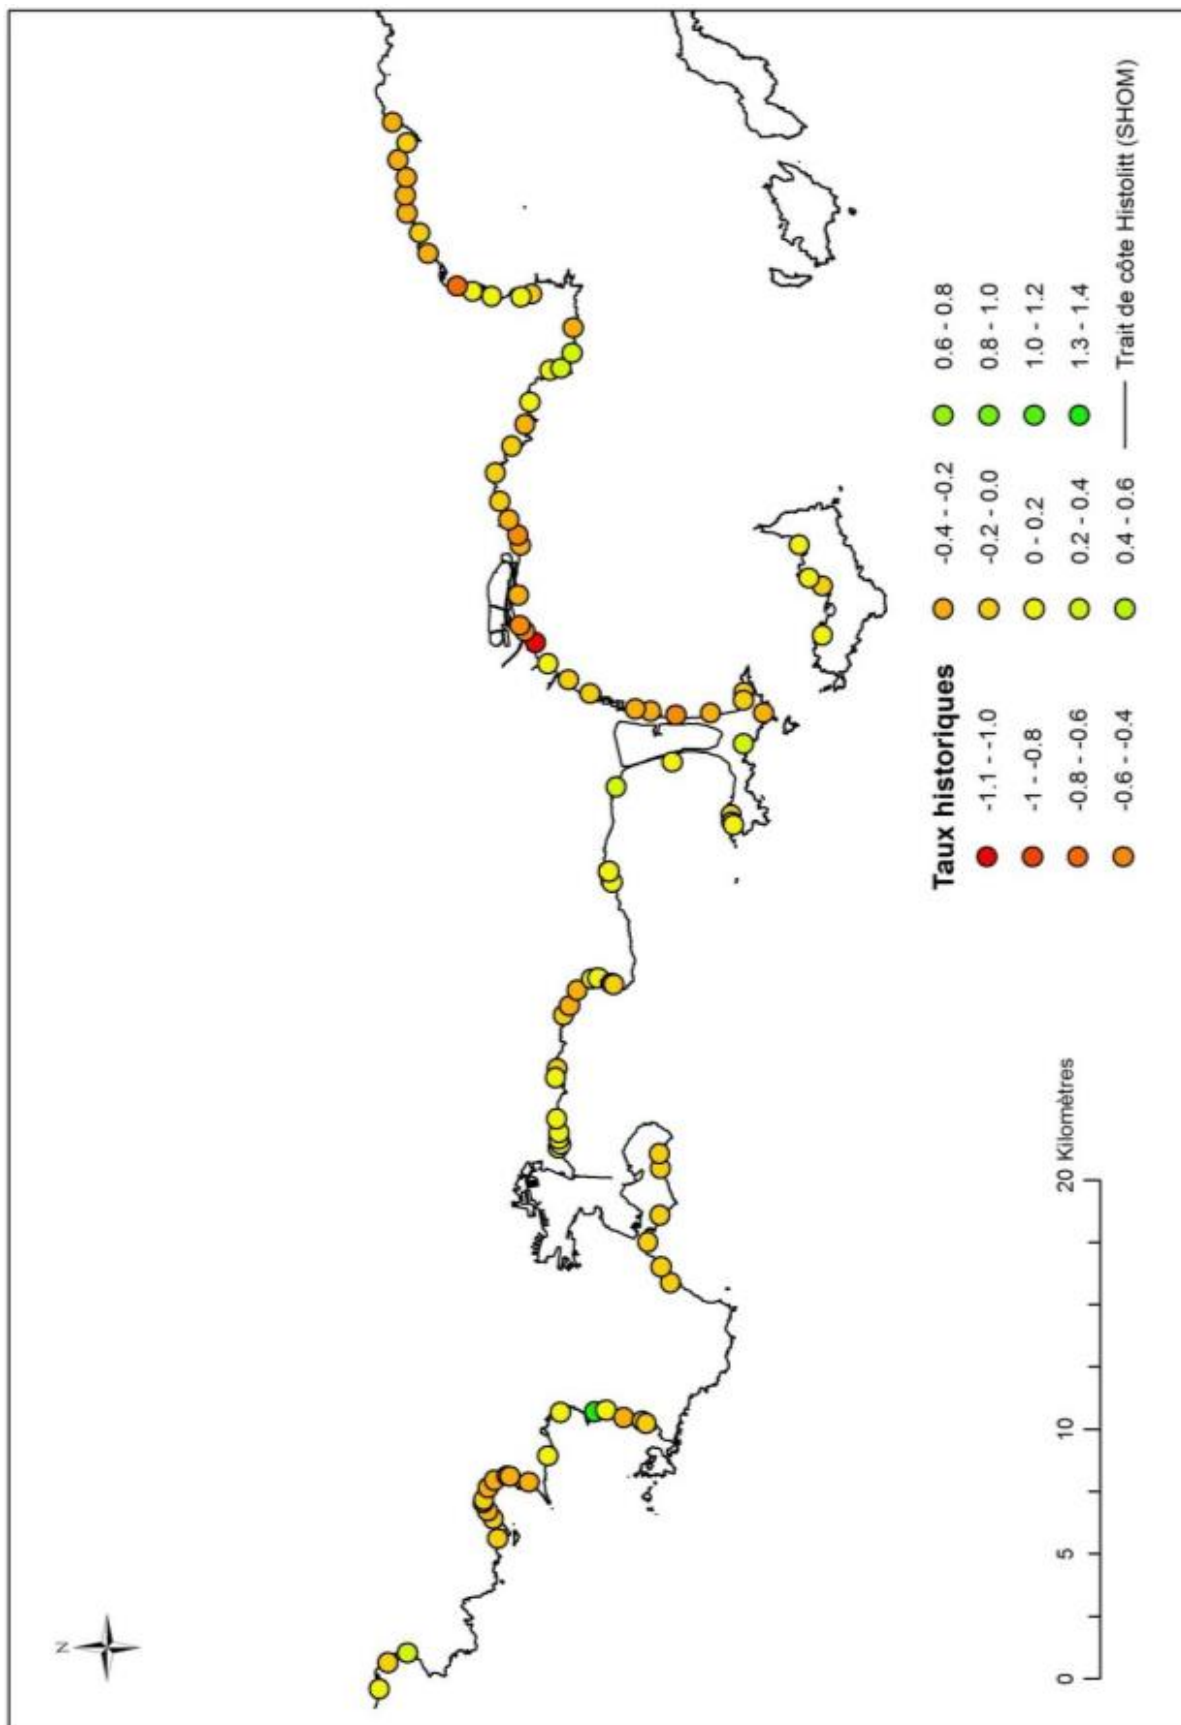 N
Taux historiques
-1.1 - -1.0
-1 - -0.8
-0.8 - -0.6
-0.6 - -0.4
-0.4 - -0.2
-0.2 - 0.0
0 - 0.2
0.2 - 0.4
0.4 - 0.6
0.6 - 0.8
0.8 - 1.0
1.0 - 1.2
1.3 - 1.4
Trait de côte Histolitt (SHOM)
0 5 10 20 Kilomètres